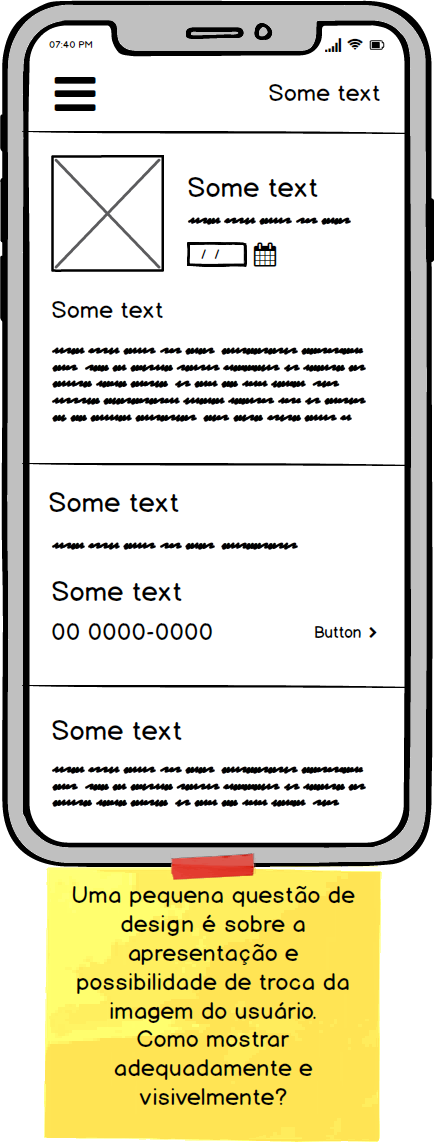 07:40 PM
Some text
Some text
/ /
Some text
Some text
Some text
00 0000-0000
Button
Some text
Uma pequena questão de
design é sobre a
apresentação e
possibilidade de troca da
imagem do usuário.
Como mostrar
adequadamente e
visivelmente?